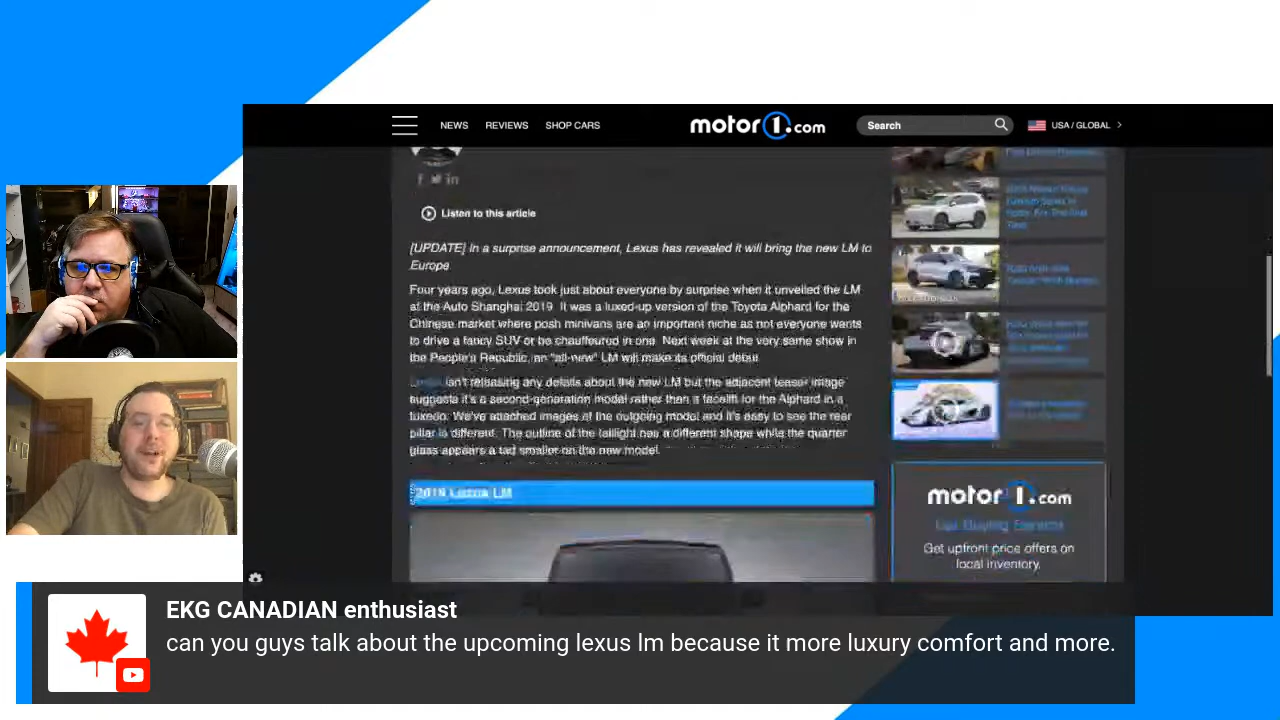 NEWS
REVIEWS
SHOP CARS
motor1.com
Search
USA / GLOBAL
f in
Listen to this article
[UPDATE] In a surprise announcement, Lexus has revealed it will bring the new LM to
Europe
Four years ago, Lexus took just about everyone by surprise when it unveiled the LM
at the Auto Shanghai 2019. It was a luxed-up version of the Toyota Alphard for the
Chinese market where posh minivans are an important niche as not everyone wants
to drive a fancy SUV or be chauffeured in one. Next week at the very same show in
the People's Republic, an "all-new" LM will make its official debut.
isn't releasing any details about the new LM but the adjacent teaser image
suggests it's a second-generation model rather than a facelift for the Alphard in a
tuxedo. We've attached images of the outgoing model and it's easy to see the rear
pillar is different. The outline of the taillight has a different shape while the quarter
glass appears a tad smaller on the new model.
2019 Lexus LM
motor1.com
Car Buying Service
Get upfront price offers on
local inventory.
EKG CANADIAN enthusiast
can you guys talk about the upcoming lexus lm because it more luxury comfort and more.